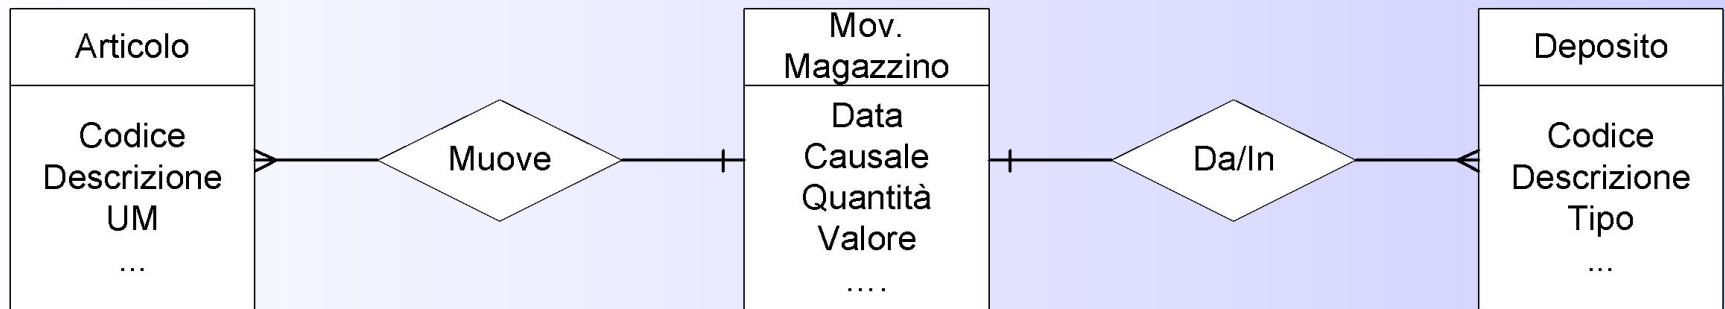 Articolo
Codice
Descrizione
UM
...
Muove
Mov.
Magazzino
Data
Causale
Quantità
Valore
....
Da/In
Deposito
Codice
Descrizione
Tipo
...